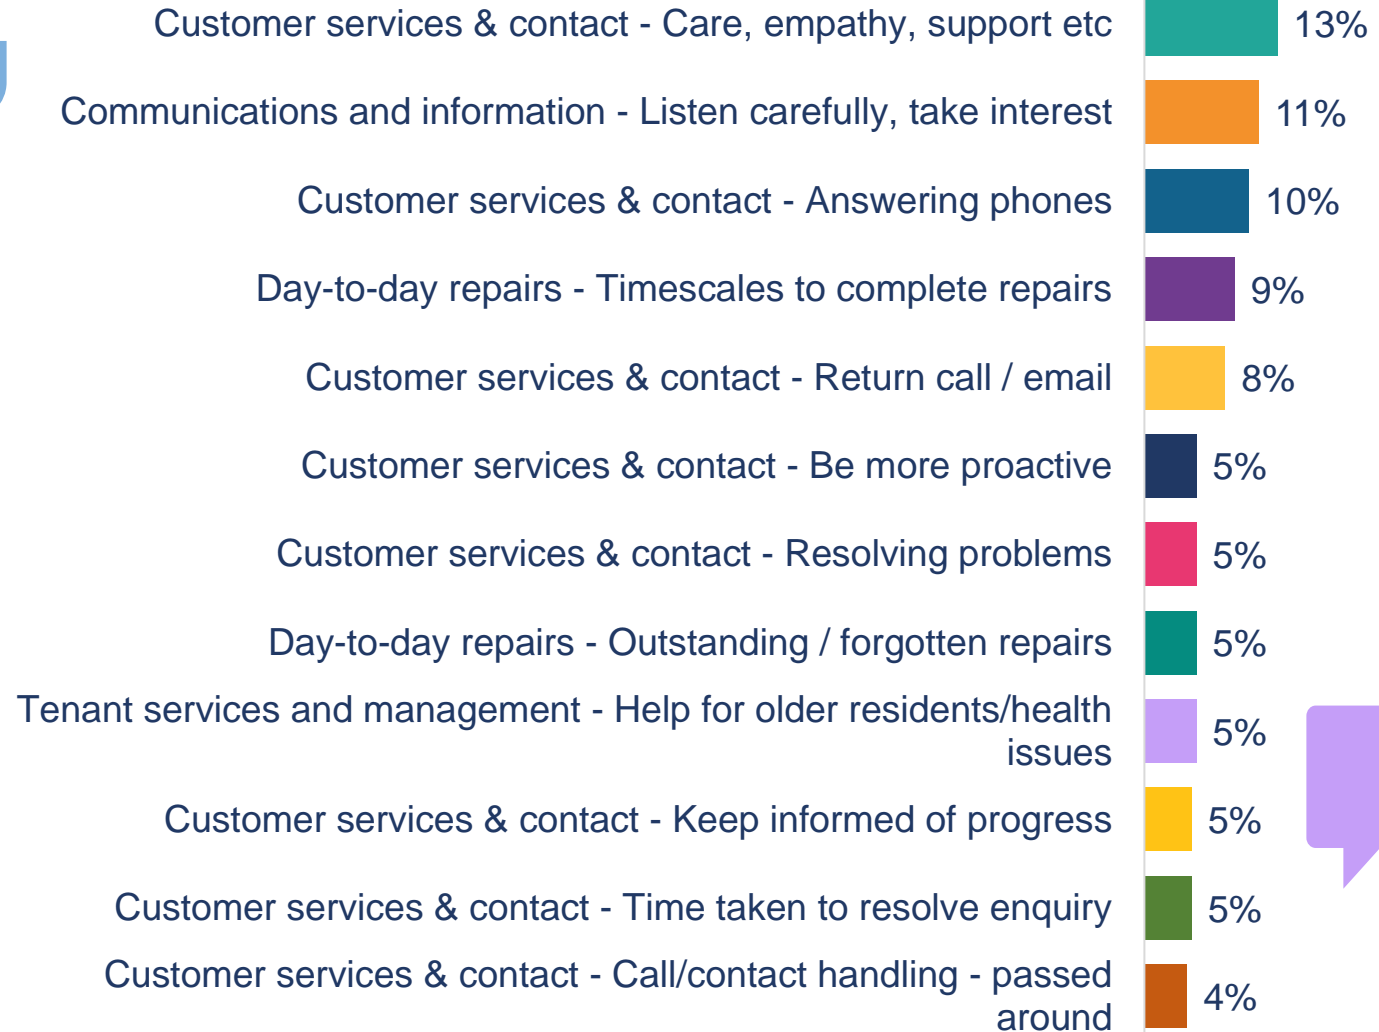 Customer services & contact - Care, empathy, support etc 13%
Communications and information - Listen carefully, take interest 11%
Customer services & contact - Answering phones 10%
Day-to-day repairs - Timescales to complete repairs 9%
Customer services & contact - Return call / email 8%
Customer services & contact - Be more proactive 5%
Customer services & contact - Resolving problems 5%
Day-to-day repairs - Outstanding / forgotten repairs 5%
Tenant services and management - Help for older residents/health
issues 5%
Customer services & contact - Keep informed of progress 5%
Customer services & contact - Time taken to resolve enquiry 5%
Customer services & contact - Call/contact handling - passed
around 4%